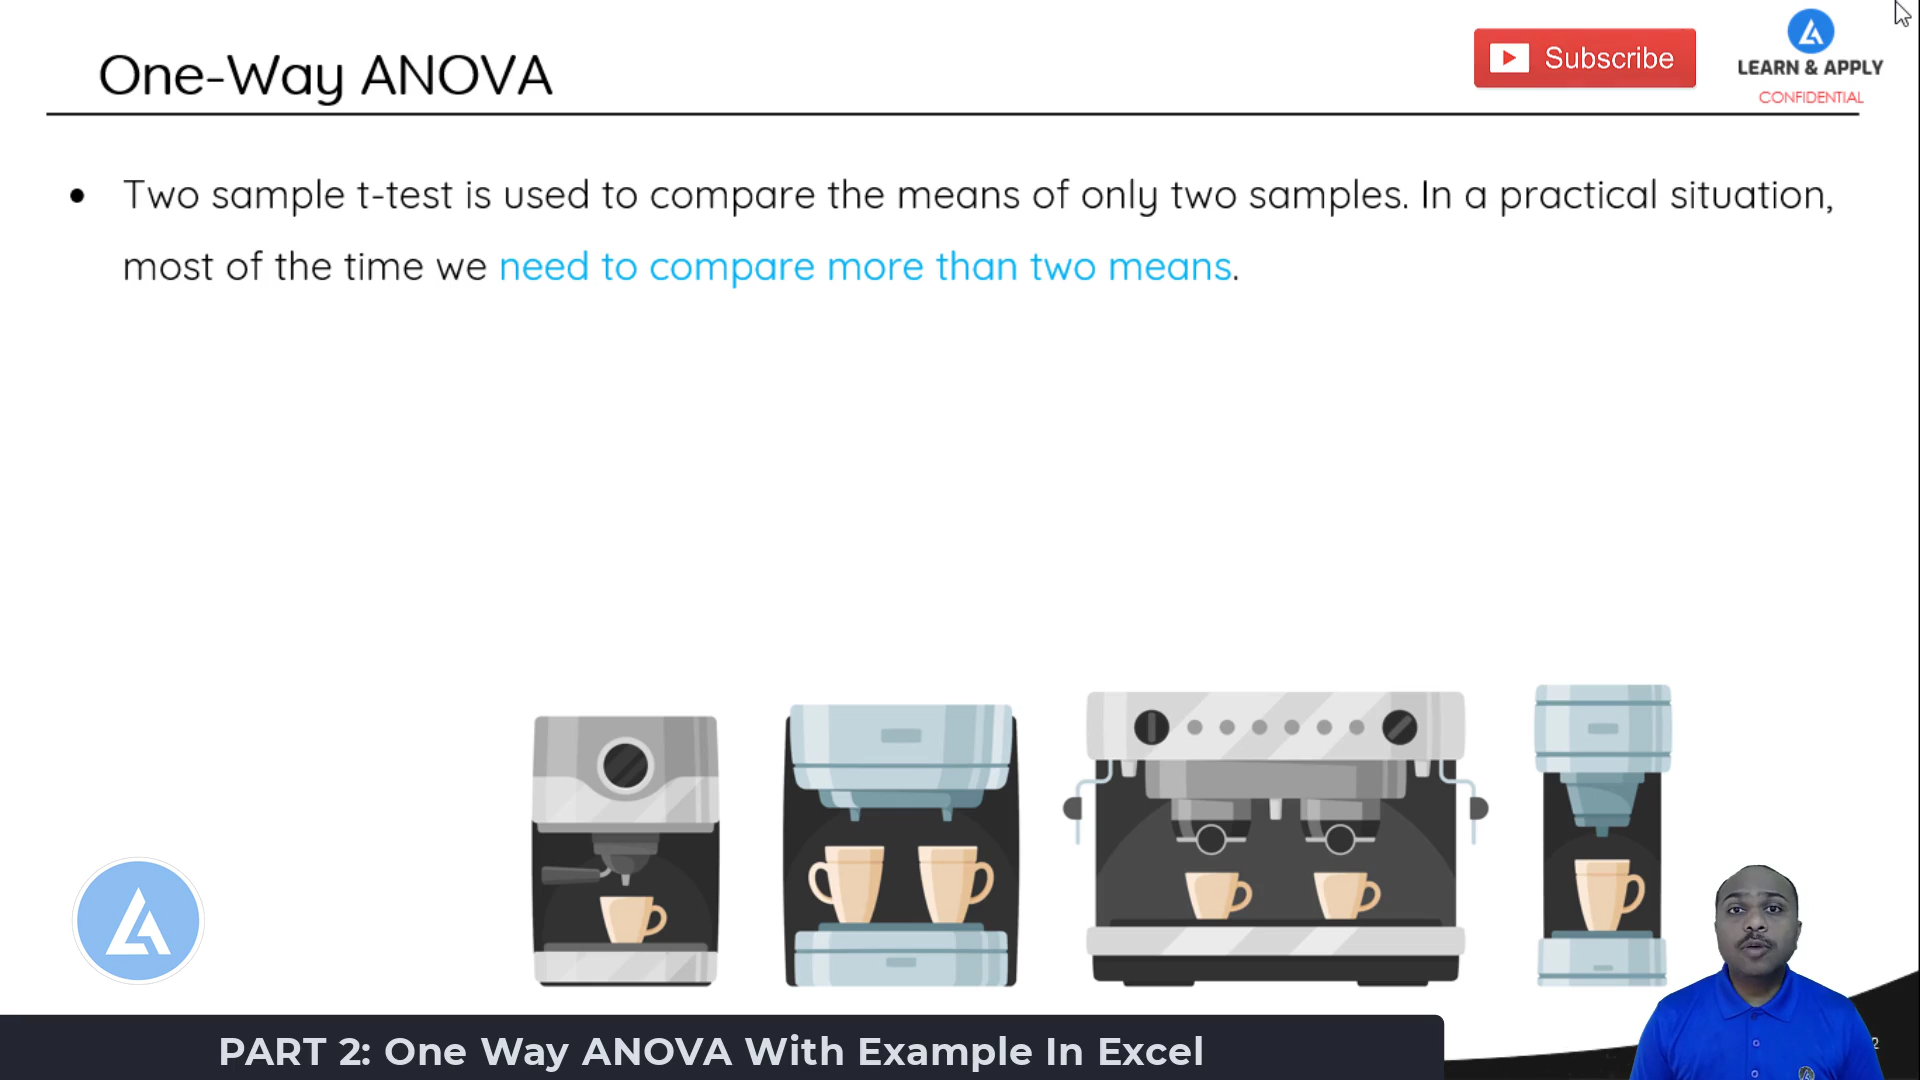 One-Way ANOVA
Subscribe
LEARN & APPLY
CONFIDENTIAL
• Two sample t-test is used to compare the means of only two samples. In a practical situation,
most of the time we need to compare more than two means.
PART 2: One Way ANOVA With Example In Excel
2